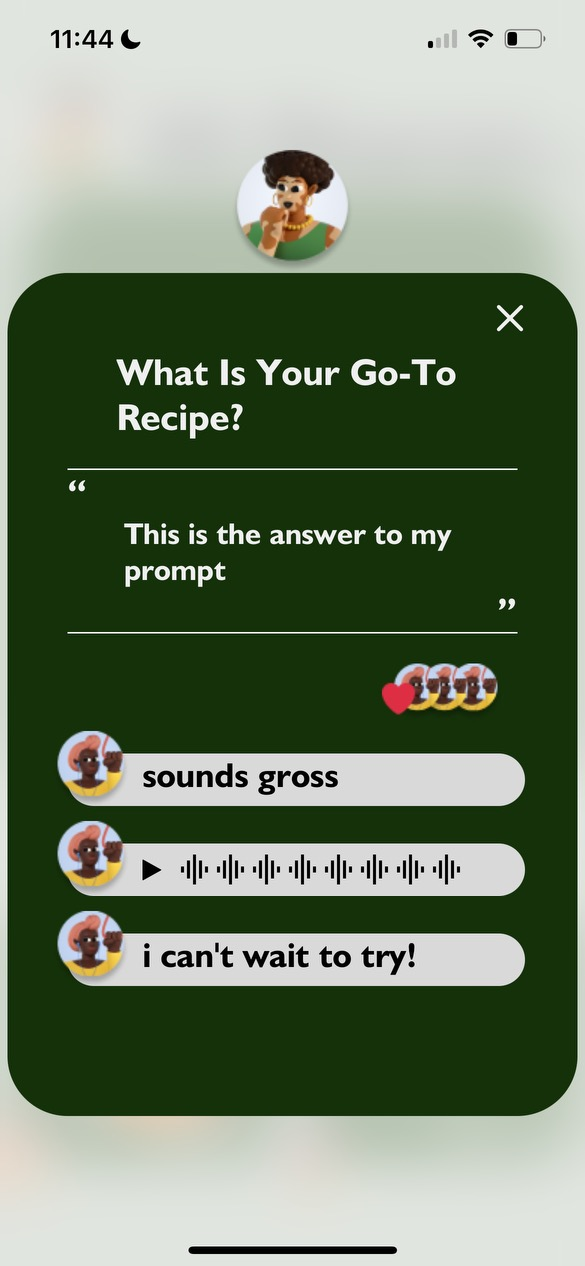 11:44
What Is Your Go-To
Recipe?
“
This is the answer to my
prompt
”
sounds gross
i can't wait to try!